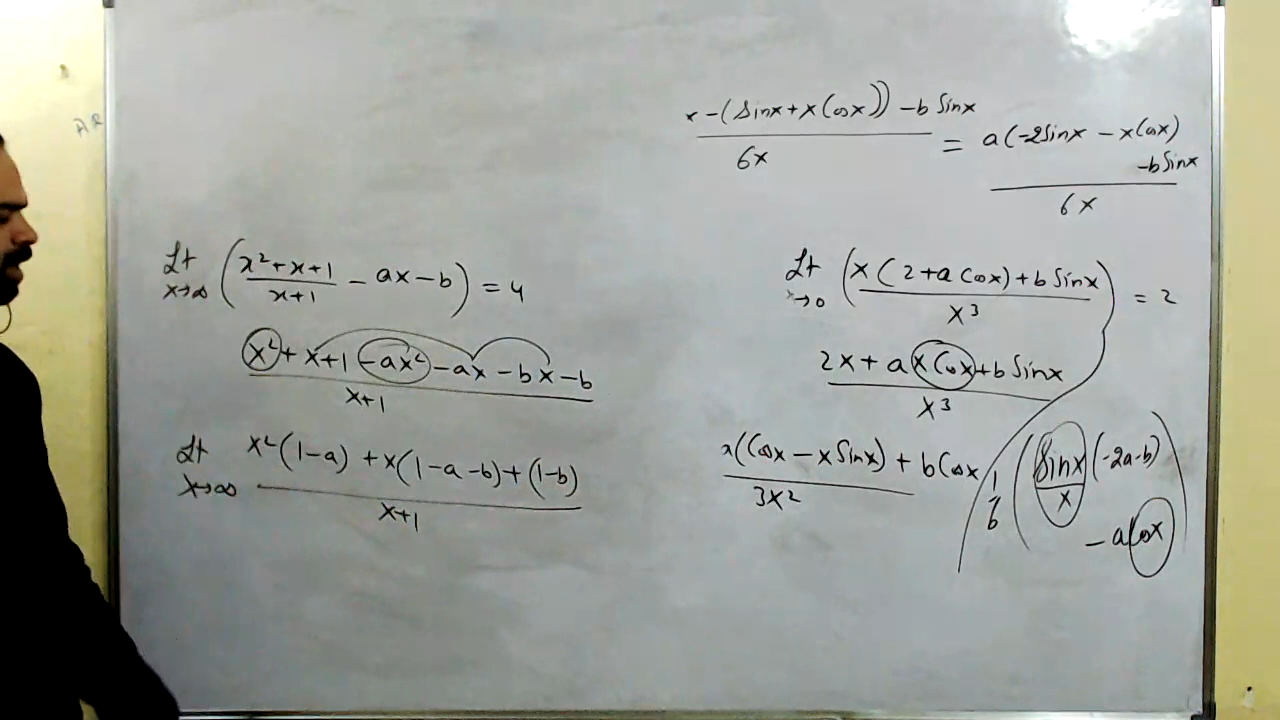 x-(Sinx+x Cosx)) -b Sinx
6x
= a(-2Sinx - x Cosx)
-b Sinx
6x
Lt x→∞ ( x²+x+1 / x+1 - ax-b ) = 4
x²+x+1 -ax² -ax -bx -b
x+1
Lt x→∞ x²(1-a) +x(1-a-b)+(1-b)
x+1
Lt x→0 ( x(2+a Cosx)+b Sinx / x³ ) = 2
2x+ a x Cosx+b Sinx
x³
x(Cosx - x Sinx) + b Cosx
3x²
1/6 ( Sinx / x (-2a-b)
- a Cosx )